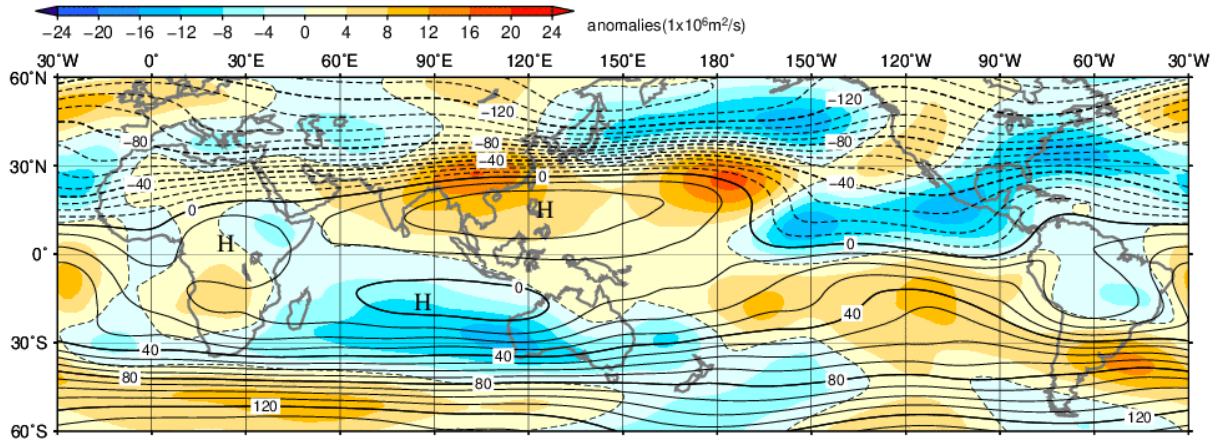 −24 −20 −16 −12 −8 −4 0 4 8 12 16 20 24
anomalies(1x10⁶m²/s)
30˚W 0˚ 30˚E 60˚E 90˚E 120˚E 150˚E 180˚ 150˚W 120˚W 90˚W 60˚W 30˚W
60˚N
−120 −120
−80 −80 −80
30˚N −40
−40 −40
0 0
H H
0˚ 0
0
H
40
30˚S 40 40
80 80 80
120 120
60˚S